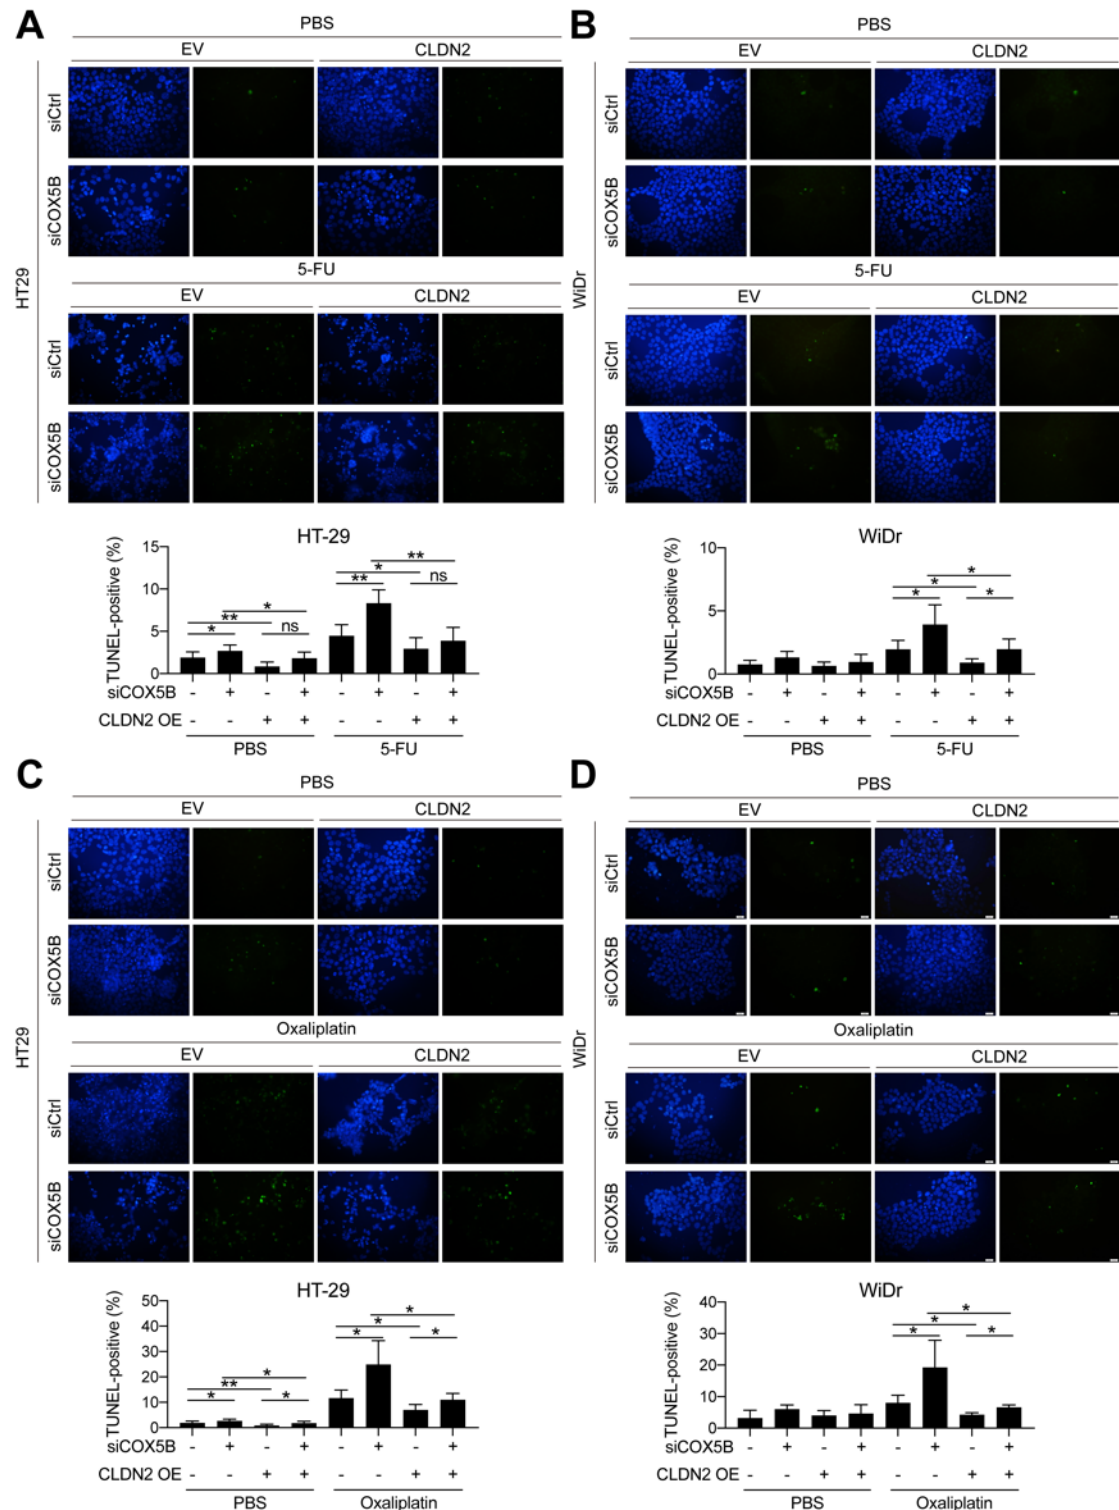 A
PBS
EV CLDN2
HT29
siCtrl
siCOX5B
5-FU
EV CLDN2
siCtrl
siCOX5B
HT-29
TUNEL-positive (%)
15
10
5
0
** * ** ns
* ** * ns
siCOX5B - + - + - + - +
CLDN2 OE - - + + - - + +
PBS 5-FU
B
PBS
EV CLDN2
WiDr
siCtrl
siCOX5B
5-FU
EV CLDN2
siCtrl
siCOX5B
WiDr
TUNEL-positive (%)
10
5
0
* *
* *
siCOX5B - + - + - + - +
CLDN2 OE - - + + - - + +
PBS 5-FU
C
PBS
EV CLDN2
HT29
siCtrl
siCOX5B
Oxaliplatin
EV CLDN2
siCtrl
siCOX5B
HT-29
TUNEL-positive (%)
50
40
30
20
10
0
* ** * *
* * * *
siCOX5B - + - + - + - +
CLDN2 OE - - + + - - + +
PBS Oxaliplatin
D
PBS
EV CLDN2
WiDr
siCtrl
siCOX5B
Oxaliplatin
EV CLDN2
siCtrl
siCOX5B
WiDr
TUNEL-positive (%)
40
30
20
10
0
* *
* *
siCOX5B - + - + - + - +
CLDN2 OE - - + + - - + +
PBS Oxaliplatin